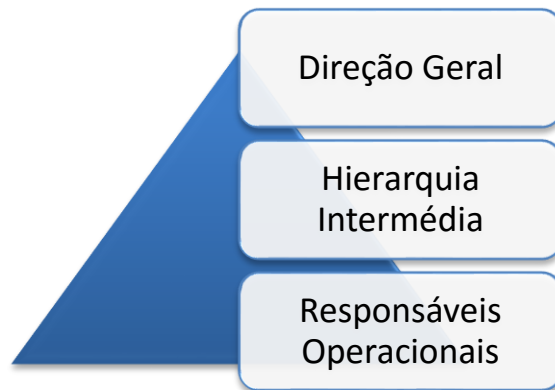 Direção Geral
Hierarquia
Intermédia
Responsáveis
Operacionais